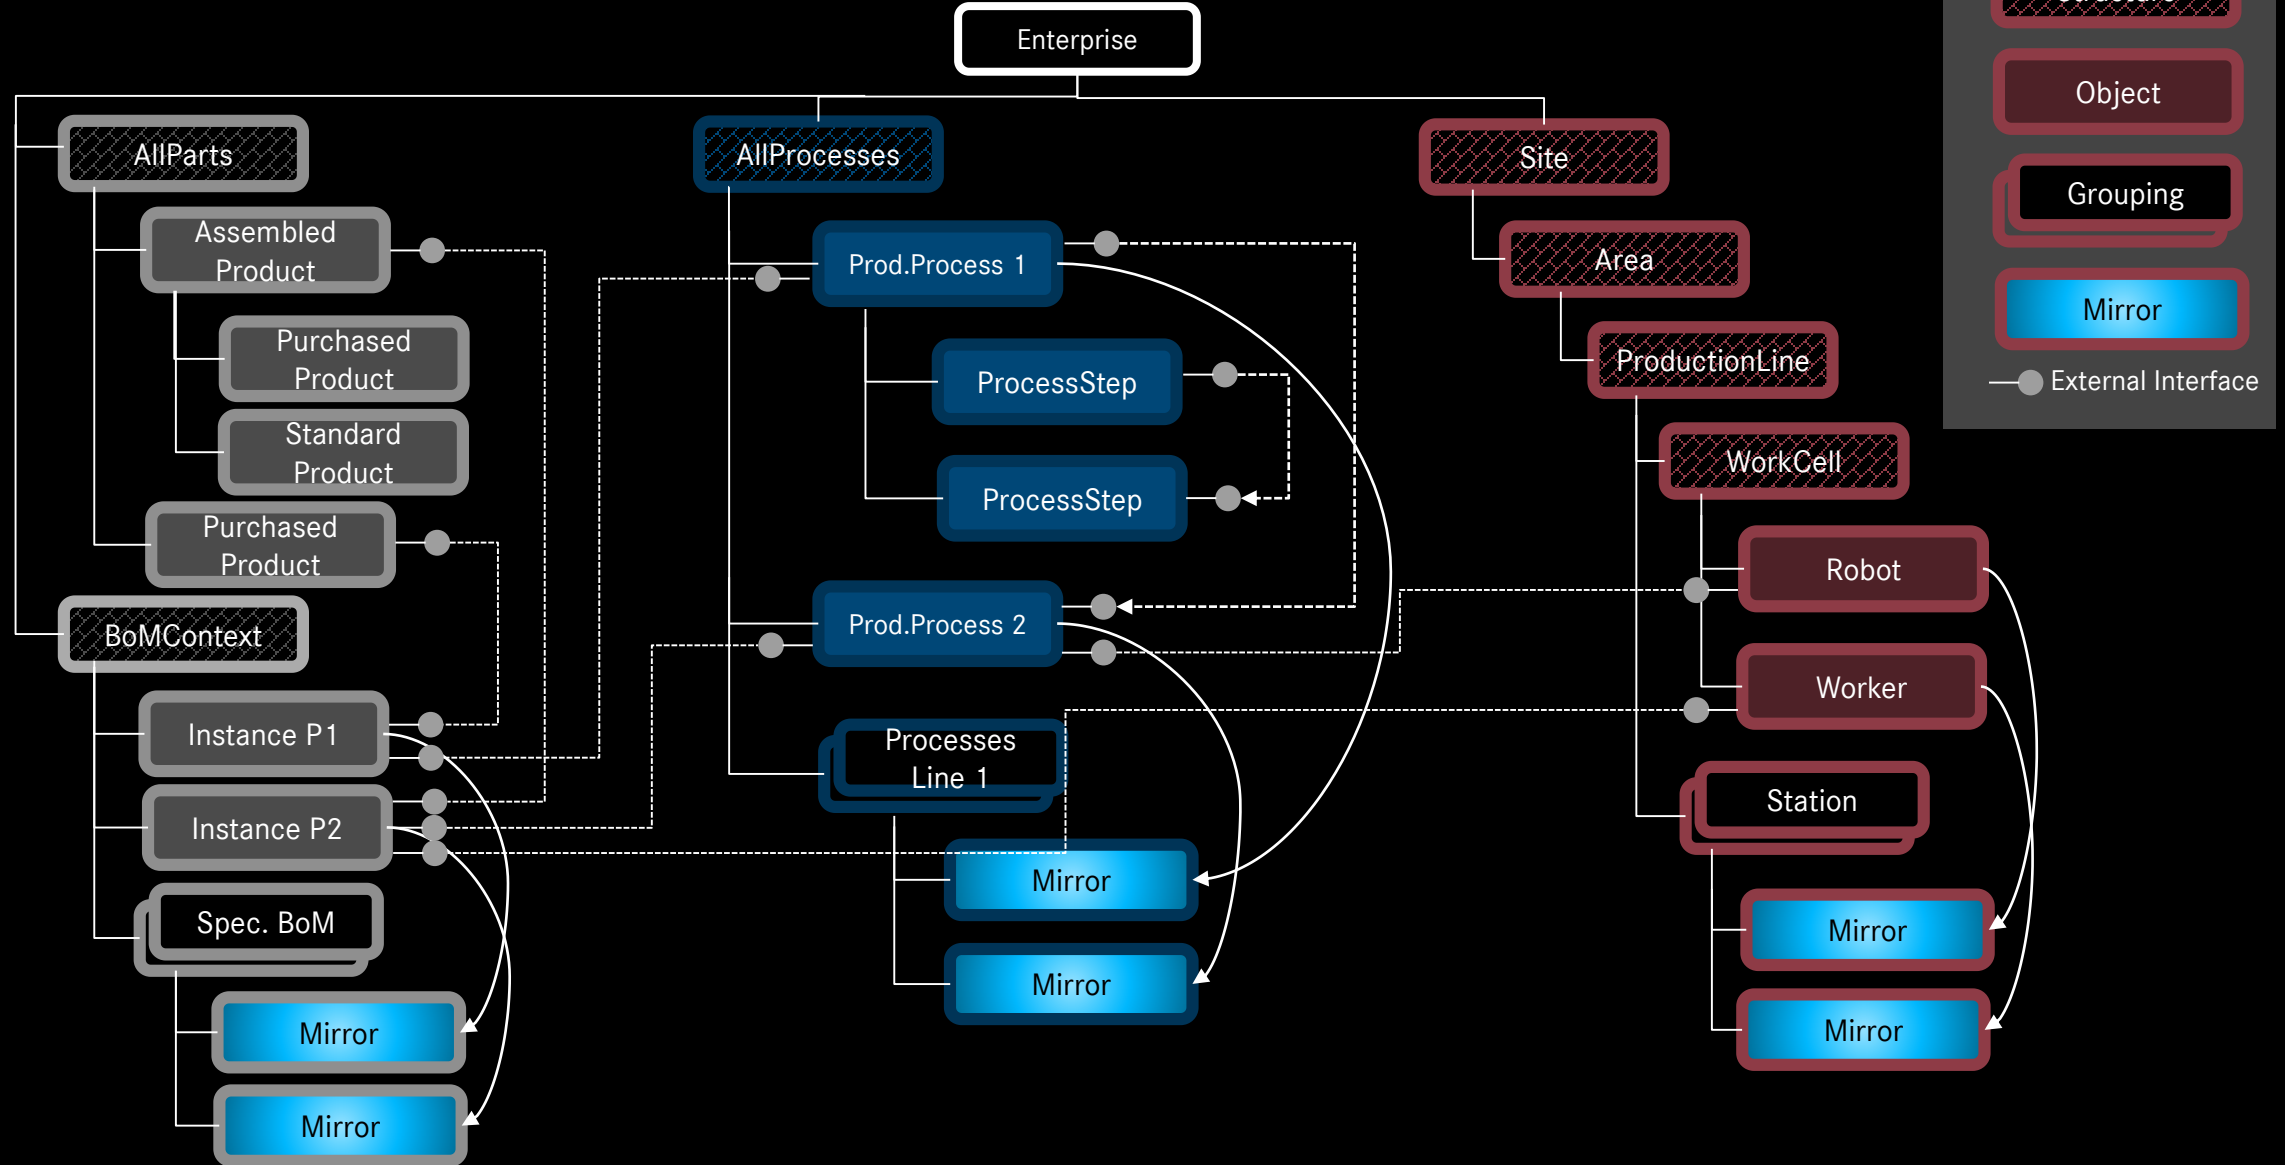 Enterprise
AllParts
Assembled
Product
Purchased
Product
Standard
Product
Purchased
Product
BoMContext
Instance P1
Instance P2
Spec. BoM
Mirror
Mirror
AllProcesses
Prod.Process 1
ProcessStep
ProcessStep
Prod.Process 2
Processes
Line 1
Mirror
Mirror
Site
Area
ProductionLine
WorkCell
Robot
Worker
Station
Mirror
Mirror
Structure
Object
Grouping
Mirror
External Interface